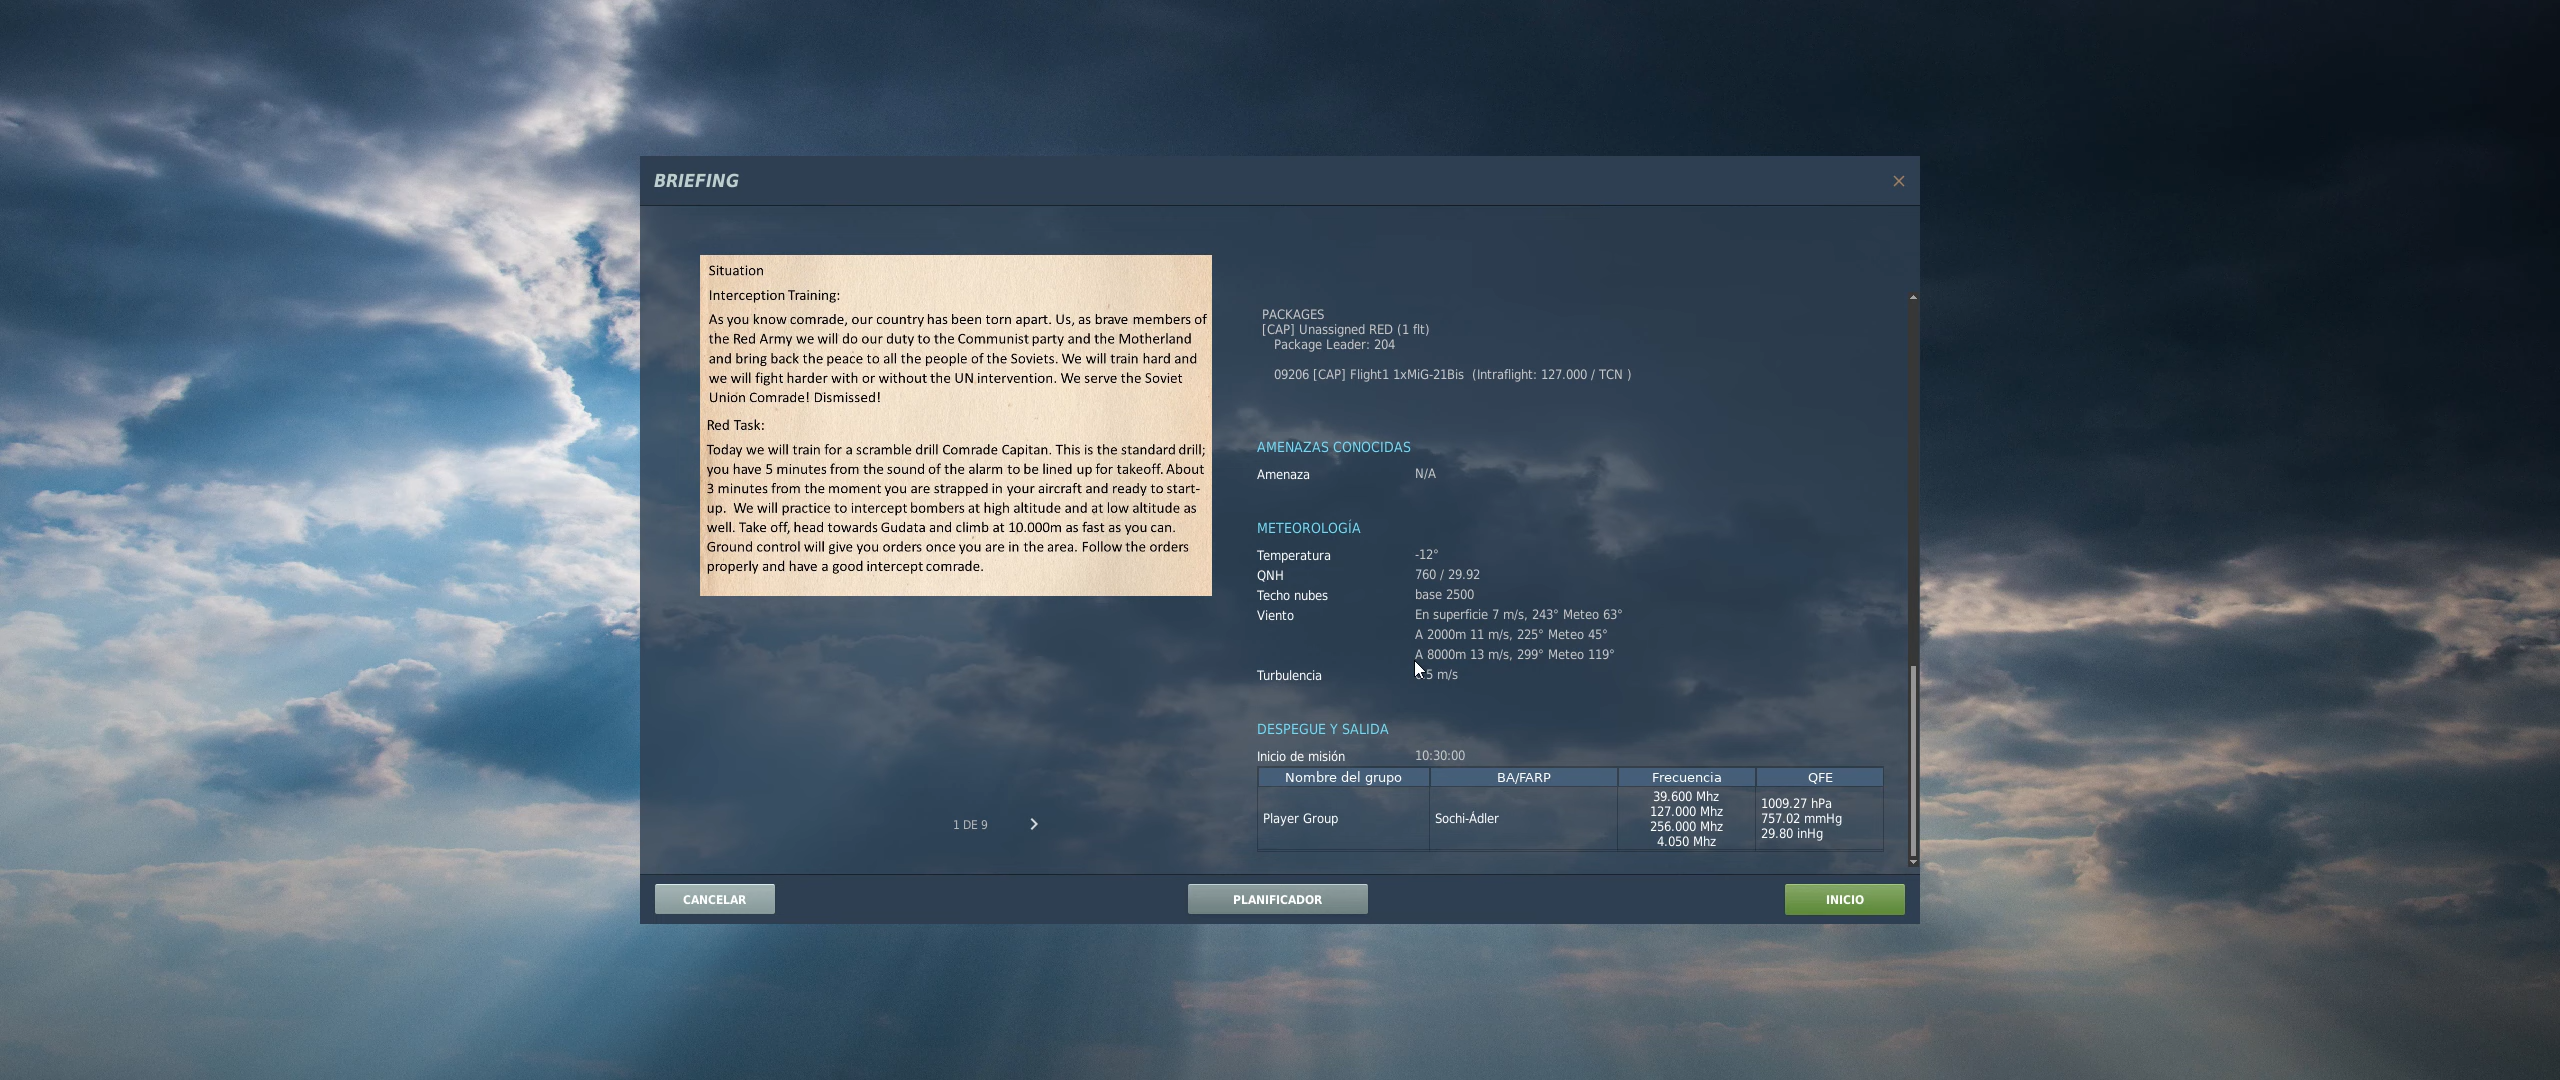 BRIEFING
Situation
Interception Training:
As you know comrade, our country has been torn apart. Us, as brave members of
the Red Army we will do our duty to the Communist party and the Motherland
and bring back the peace to all the people of the Soviets. We will train hard and
we will fight harder with or without the UN intervention. We serve the Soviet
Union Comrade! Dismissed!
Red Task:
Today we will train for a scramble drill Comrade Capitan. This is the standard drill;
you have 5 minutes from the sound of the alarm to be lined up for takeoff. About
3 minutes from the moment you are strapped in your aircraft and ready to start-
up.  We will practice to intercept bombers at high altitude and at low altitude as
well. Take off, head towards Gudata and climb at 10.000m as fast as you can.
Ground control will give you orders once you are in the area. Follow the orders
properly and have a good intercept comrade.
1 DE 9
PACKAGES
[CAP] Unassigned RED (1 flt)
Package Leader: 204
09206 [CAP] Flight1 1xMiG-21Bis  (Intraflight: 127.000 / TCN )
AMENAZAS CONOCIDAS
Amenaza N/A
METEOROLOGÍA
Temperatura -12°
QNH 760 / 29.92
Techo nubes base 2500
Viento En superficie 7 m/s, 243° Meteo 63°
A 2000m 11 m/s, 225° Meteo 45°
A 8000m 13 m/s, 299° Meteo 119°
Turbulencia m/s
DESPEGUE Y SALIDA
Inicio de misión 10:30:00
Nombre del grupo BA/FARP Frecuencia QFE
Player Group Sochi-Ádler
39.600 Mhz
127.000 Mhz
256.000 Mhz
4.050 Mhz
1009.27 hPa
757.02 mmHg
29.80 inHg
CANCELAR PLANIFICADOR INICIO